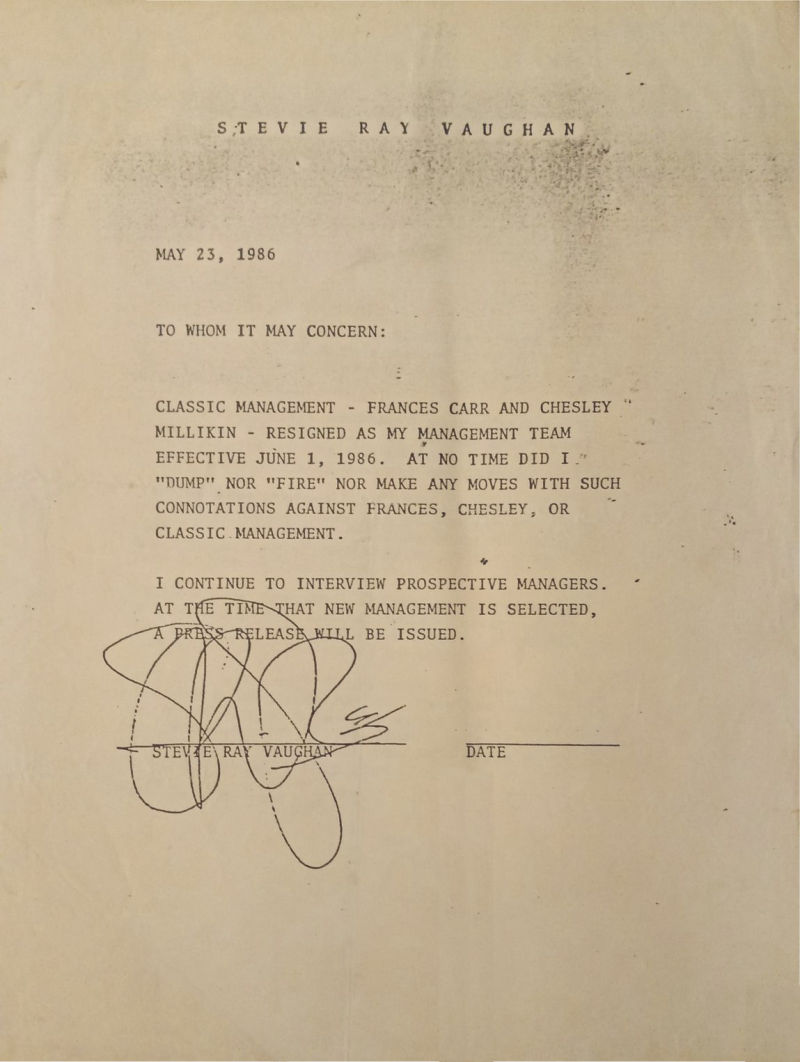 STEVIE RAY VAUGHAN
MAY 23, 1986
TO WHOM IT MAY CONCERN:
CLASSIC MANAGEMENT - FRANCES CARR AND CHESLEY
MILLIKIN - RESIGNED AS MY MANAGEMENT TEAM
EFFECTIVE JUNE 1, 1986. AT NO TIME DID I
"DUMP" NOR "FIRE" NOR MAKE ANY MOVES WITH SUCH
CONNOTATIONS AGAINST FRANCES, CHESLEY, OR
CLASSIC MANAGEMENT.
I CONTINUE TO INTERVIEW PROSPECTIVE MANAGERS.
AT THE TIME THAT NEW MANAGEMENT IS SELECTED,
A PRESS RELEASE WILL BE ISSUED.
STEVIE RAY VAUGHAN DATE